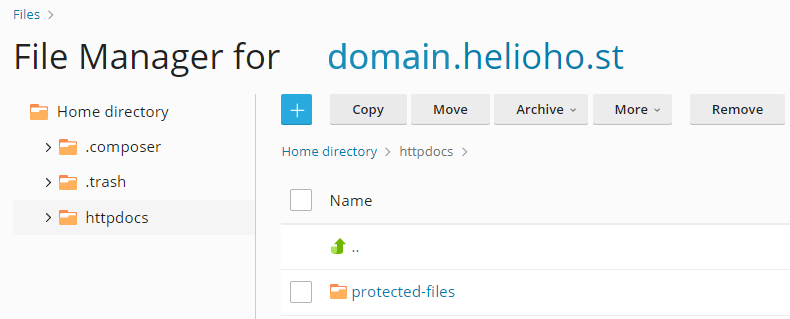 Files
File Manager for domain.helioho.st
Home directory
.composer
.trash
httpdocs
+ Copy Move Archive More Remove
Home directory > httpdocs >
Name
..
protected-files